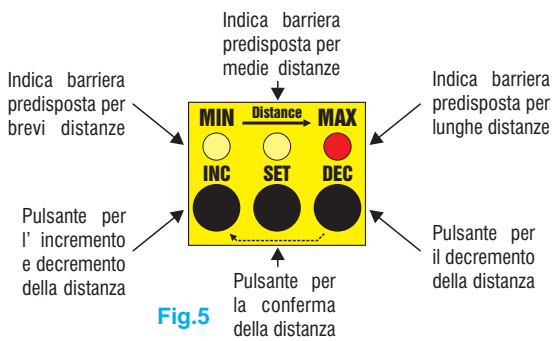 Indica barriera
predisposta per
medie distanze
Indica barriera
predisposta per
brevi distanze
Indica barriera
predisposta per
lunghe distanze
MIN Distance MAX
INC SET DEC
Pulsante per
l' incremento
e decremento
della distanza
Pulsante per
la conferma
della distanza
Pulsante per
il decremento
della distanza
Fig.5